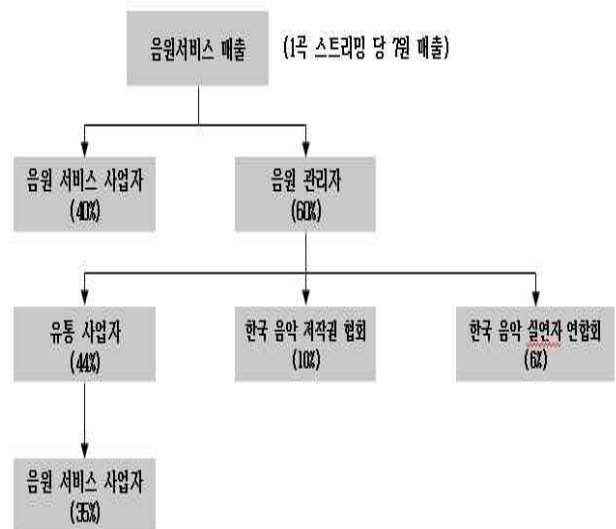 음원서비스 매출 (1곡 스트리밍 당 7원 매출)
음원 서비스 사업자
(40%)
음원 관리자
(60%)
유통 사업자
(44%)
한국 음악 저작권 협회
(10%)
한국 음악 실연자 연합회
(6%)
음원 서비스 사업자
(35%)